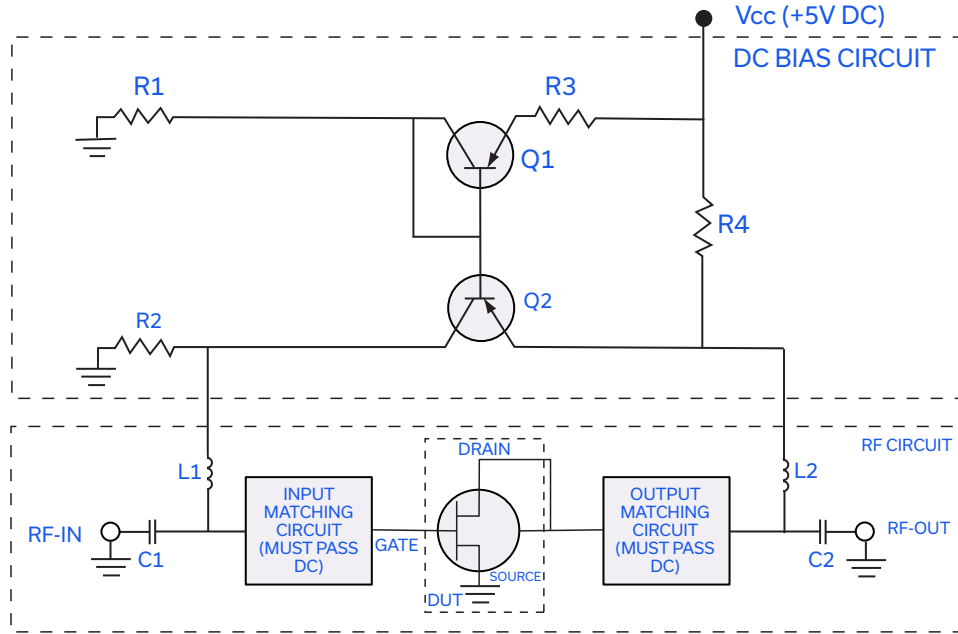 Vcc (+5V DC)
DC BIAS CIRCUIT
R1
R3
Q1
R4
Q2
R2
RF CIRCUIT
DRAIN
L1
L2
INPUT
MATCHING
CIRCUIT
(MUST PASS
DC)
OUTPUT
MATCHING
CIRCUIT
(MUST PASS
DC)
RF-IN
C1
GATE
SOURCE
DUT
C2
RF-OUT